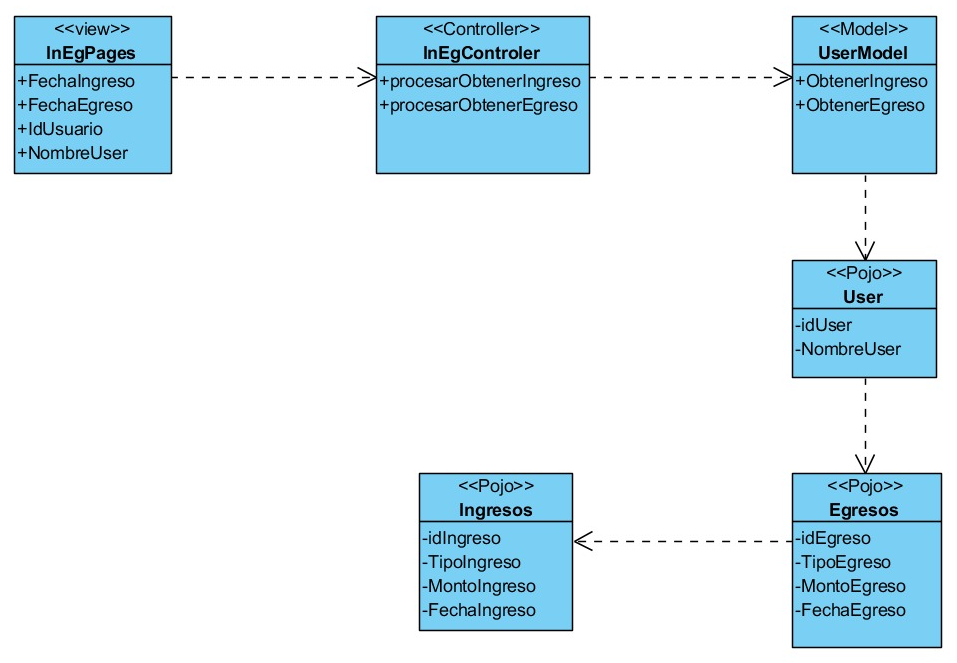 <<view>>
InEgPages
+FechaIngreso
+FechaEgreso
+IdUsuario
+NombreUser
<<Controller>>
InEgControler
+procesarObtenerIngreso
+procesarObtenerEgreso
<<Model>>
UserModel
+ObtenerIngreso
+ObtenerEgreso
<<Pojo>>
User
-idUser
-NombreUser
<<Pojo>>
Ingresos
-idIngreso
-TipoIngreso
-MontoIngreso
-FechaIngreso
<<Pojo>>
Egresos
-idEgreso
-TipoEgreso
-MontoEgreso
-FechaEgreso